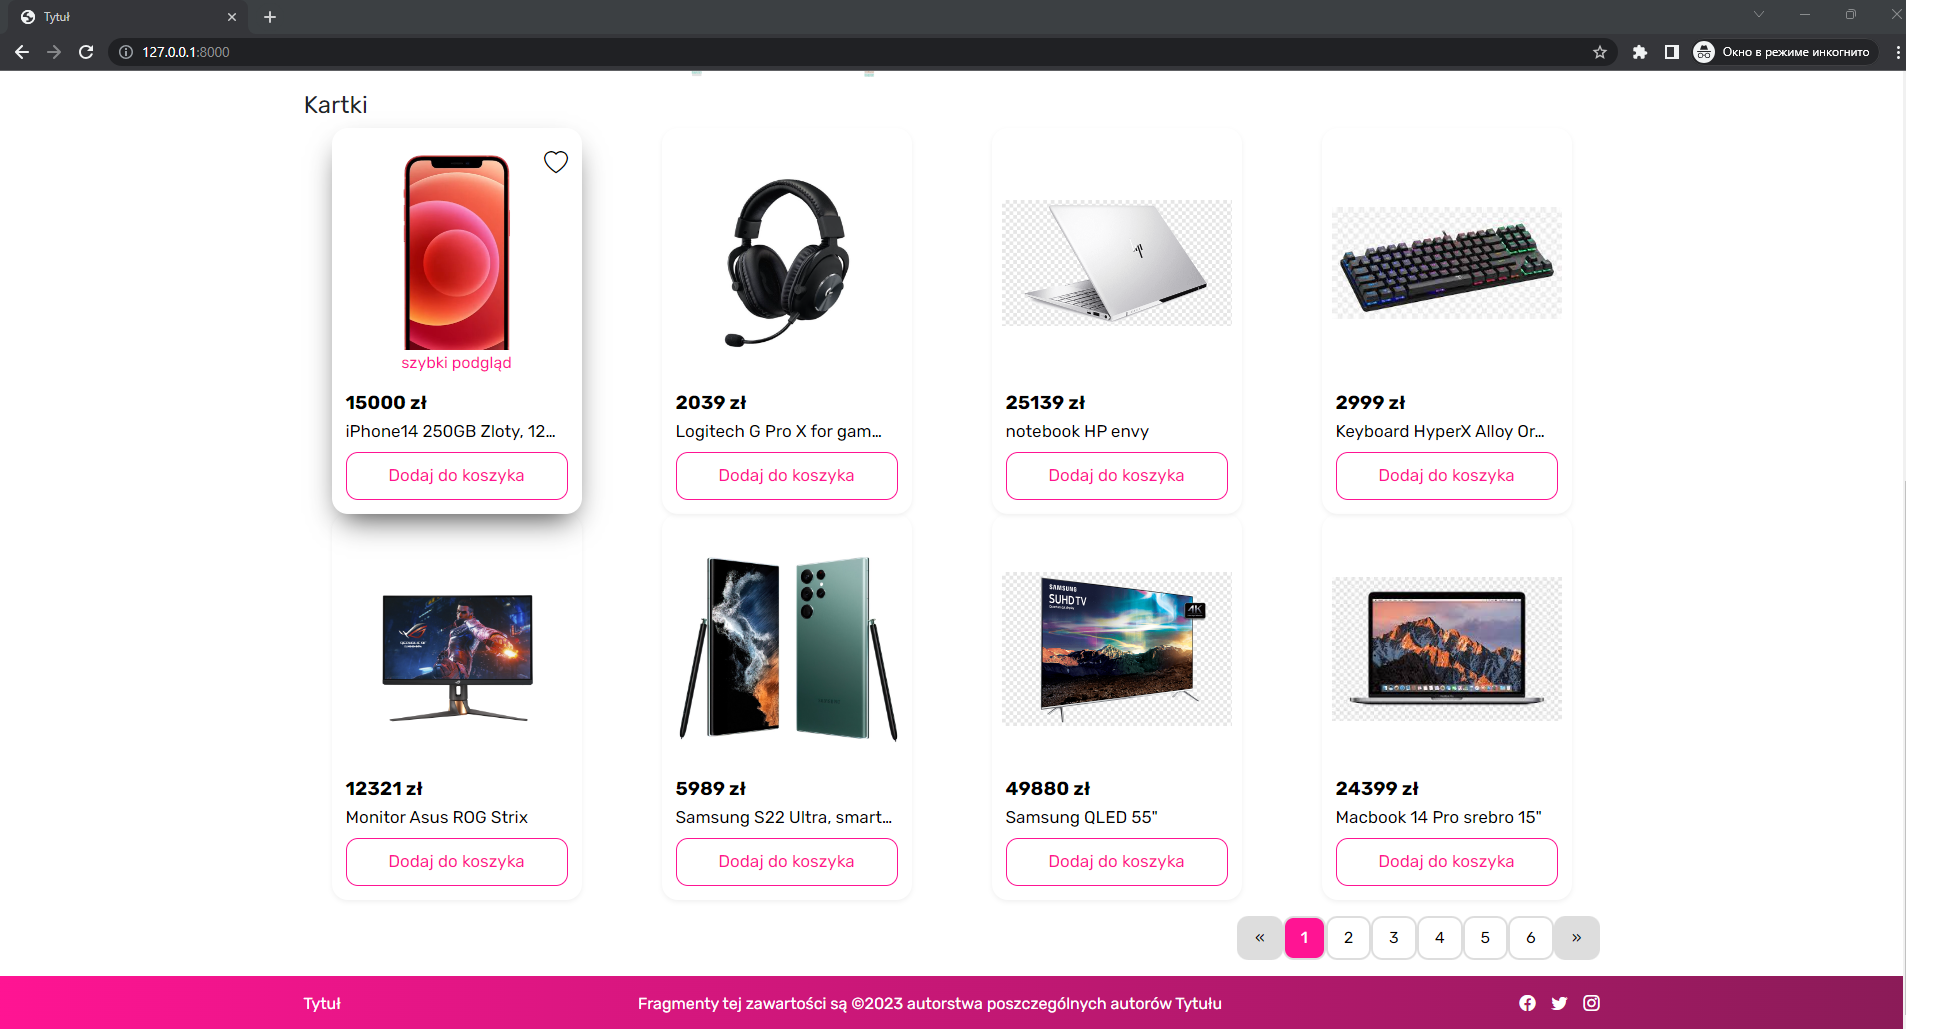 Tytuł
127.0.0.1:8000
Окно в режиме инкогнито
Kartki
szybki podgląd
15000 zł
iPhone14 250GB Zloty, 12...
Dodaj do koszyka
2039 zł
Logitech G Pro X for gam...
Dodaj do koszyka
25139 zł
notebook HP envy
Dodaj do koszyka
2999 zł
Keyboard HyperX Alloy Or...
Dodaj do koszyka
SAMSUNG
SUHD TV
4K
12321 zł
Monitor Asus ROG Strix
Dodaj do koszyka
5989 zł
Samsung S22 Ultra, smart...
Dodaj do koszyka
49880 zł
Samsung QLED 55"
Dodaj do koszyka
24399 zł
Macbook 14 Pro srebro 15"
Dodaj do koszyka
« 1 2 3 4 5 6 »
Tytuł
Fragmenty tej zawartości są ©2023 autorstwa poszczególnych autorów Tytułu